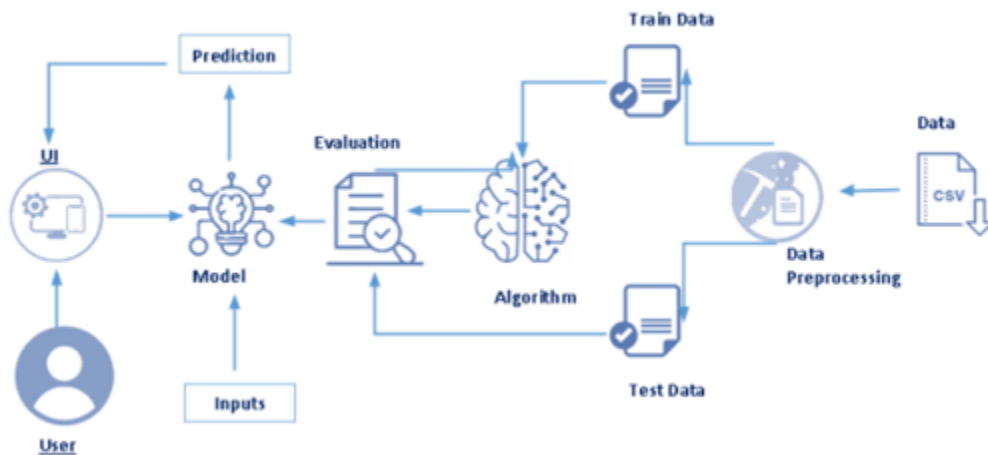 Train Data
Prediction
Data
Evaluation
UI
CSV
Model
Data
Preprocessing
Algorithm
Test Data
Inputs
User